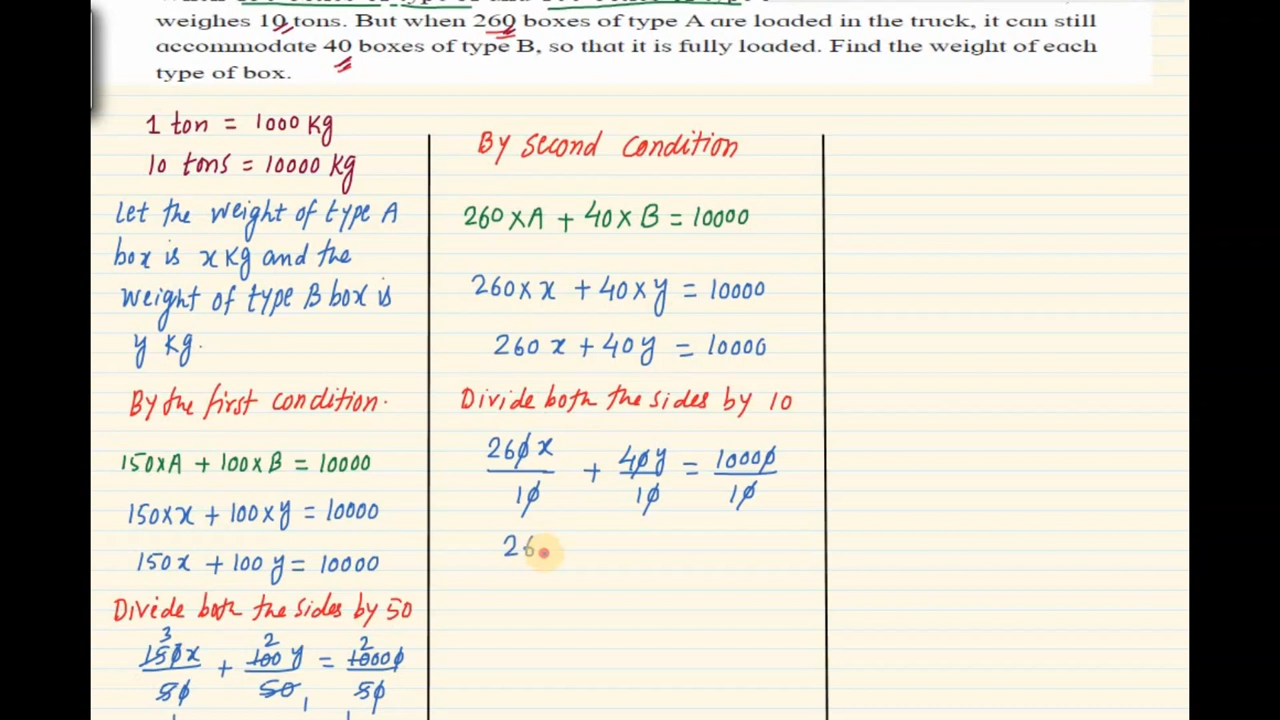 weighes 10 tons. But when 260 boxes of type A are loaded in the truck, it can still
accommodate 40 boxes of type B, so that it is fully loaded. Find the weight of each
type of box.
1 ton = 1000 Kg
10 tons = 10000 Kg
Let the weight of type A
box is x Kg and the
weight of type B box is
y Kg.
By the first condition.
150×A + 100×B = 10000
150×x + 100×y = 10000
150x + 100y = 10000
Divide both the sides by 50
3 2 2
150x + 100y = 10000
50 50 50
1
By second condition
260×A + 40×B = 10000
260×x + 40×y = 10000
260x + 40y = 10000
Divide both the sides by 10
260x + 40y = 10000
10 10 10
26